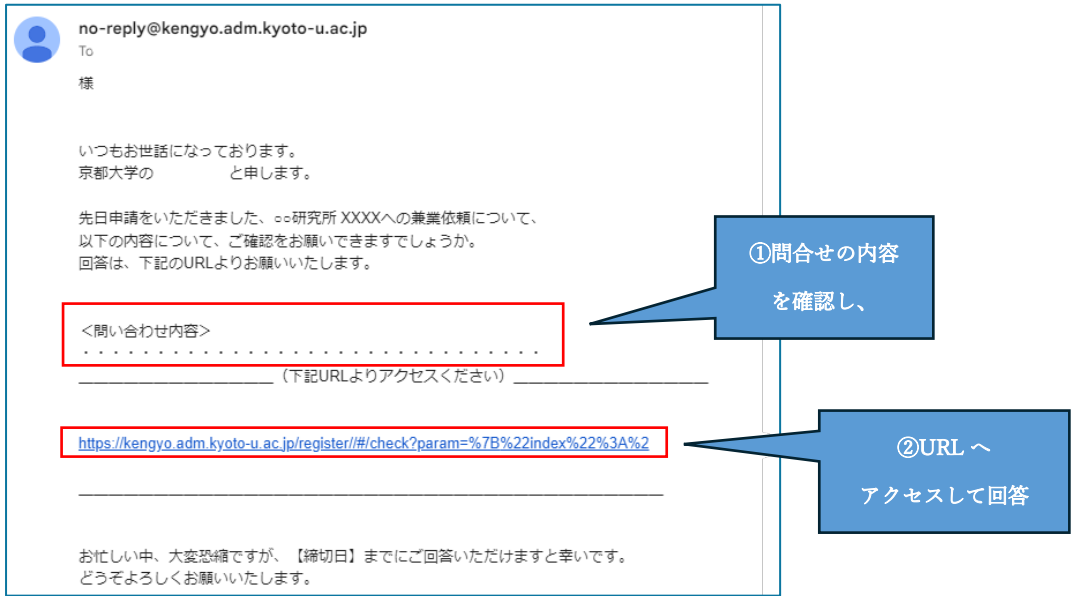 no-reply@kengyo.adm.kyoto-u.ac.jp
To
様
いつもお世話になっております。
京都大学の と申します。
先日申請をいただきました、○○研究所 XXXXへの兼業依頼について、
以下の内容について、ご確認をお願いできますでしょうか。
回答は、下記のURLよりお願いいたします。
①問合せの内容
を確認し、
＜問い合わせ内容＞
・・・・・・・・・・・・・・・・・・・・・・・・・・・・・・・
＿＿＿＿＿＿＿＿＿＿＿＿＿（下記URLよりアクセスください）＿＿＿＿＿＿＿＿＿＿＿＿＿
https://kengyo.adm.kyoto-u.ac.jp/register//#/check?param=%7B%22index%22%3A%2
②URL へ
アクセスして回答
お忙しい中、大変恐縮ですが、【締切日】までにご回答いただけますと幸いです。
どうぞよろしくお願いいたします。